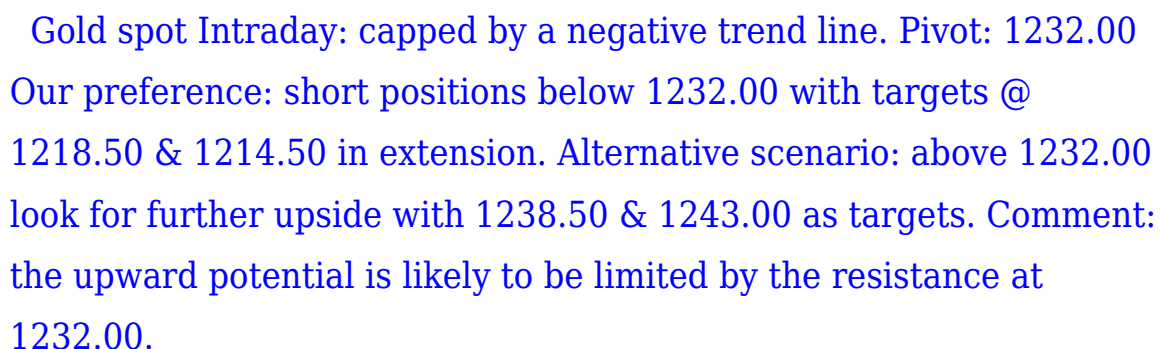 Gold spot Intraday: capped by a negative trend line. Pivot: 1232.00
Our preference: short positions below 1232.00 with targets @
1218.50 & 1214.50 in extension. Alternative scenario: above 1232.00
look for further upside with 1238.50 & 1243.00 as targets. Comment:
the upward potential is likely to be limited by the resistance at
1232.00.